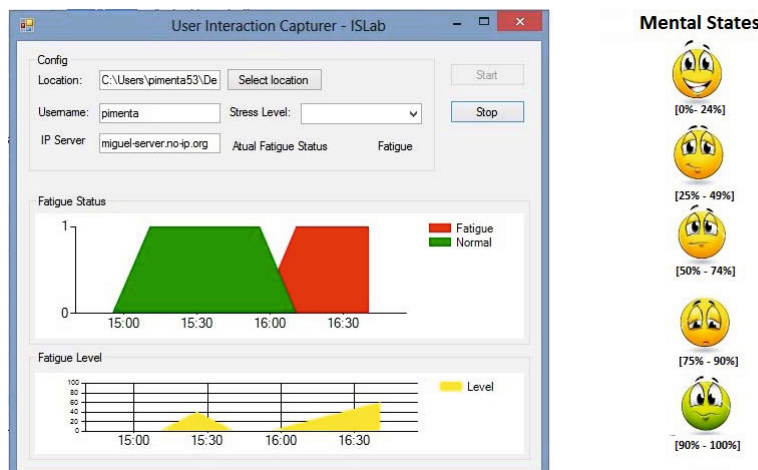 User Interaction Capturer - ISLab
Config
Location: C:\Users\pimenta53\De Select location Start
Username: pimenta Stress Level: Stop
IP Server miguel-server.no-ip.org Atual Fatigue Status Fatigue
Fatigue Status
1
0
15:00 15:30 16:00 16:30
Fatigue
Normal
Fatigue Level
100
80
60
40
20
0
15:00 15:30 16:00 16:30
Level
Mental States
[0%- 24%]
[25% - 49%]
[50% - 74%]
[75% - 90%]
[90% - 100%]